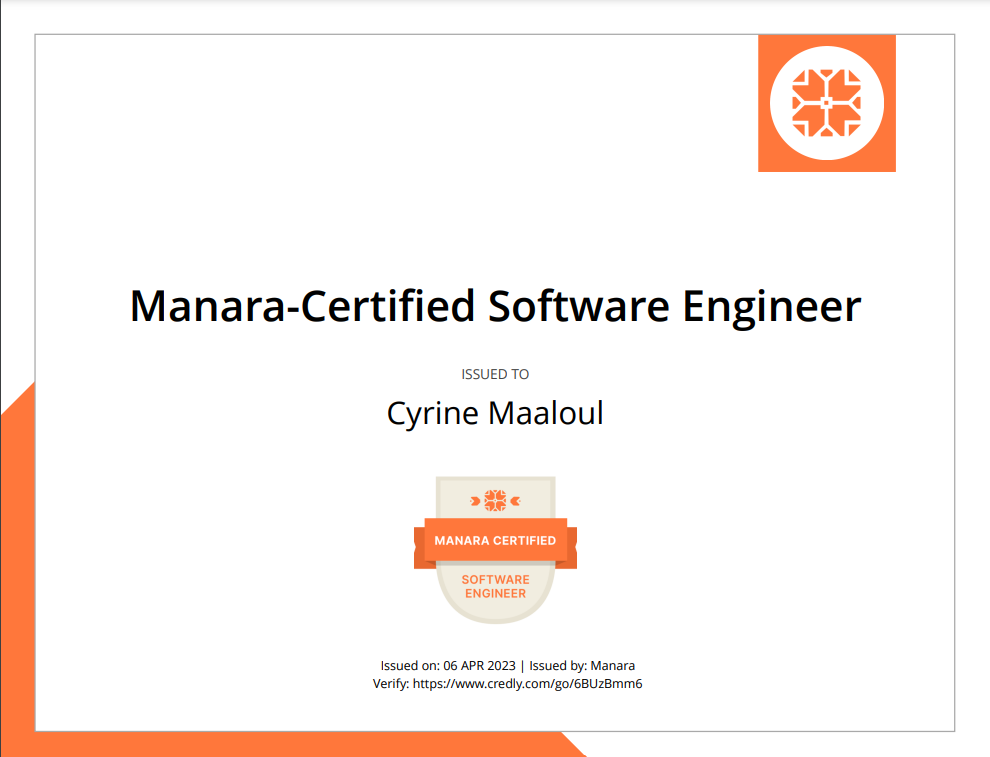 Manara-Certified Software Engineer
ISSUED TO
Cyrine Maaloul
MANARA CERTIFIED
SOFTWARE
ENGINEER
Issued on: 06 APR 2023 | Issued by: Manara
Verify: https://www.credly.com/go/6BUzBmm6